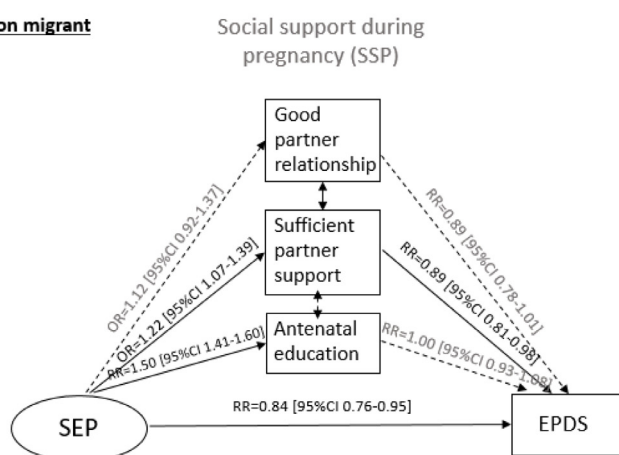 on migrant
Social support during
pregnancy (SSP)
Good
partner
relationship
OR=1.12 [95%CI 0.92-1.37]
RR=0.89 [95%CI 0.78-1.01]
Sufficient
partner
support
OR=1.22 [95%CI 1.07-1.39]
RR=0.89 [95%CI 0.81-0.98]
Antenatal
education
RR=1.50 [95%CI 1.41-1.60]
RR=1.00 [95%CI 0.93-1.08]
RR=0.84 [95%CI 0.76-0.95]
SEP
EPDS